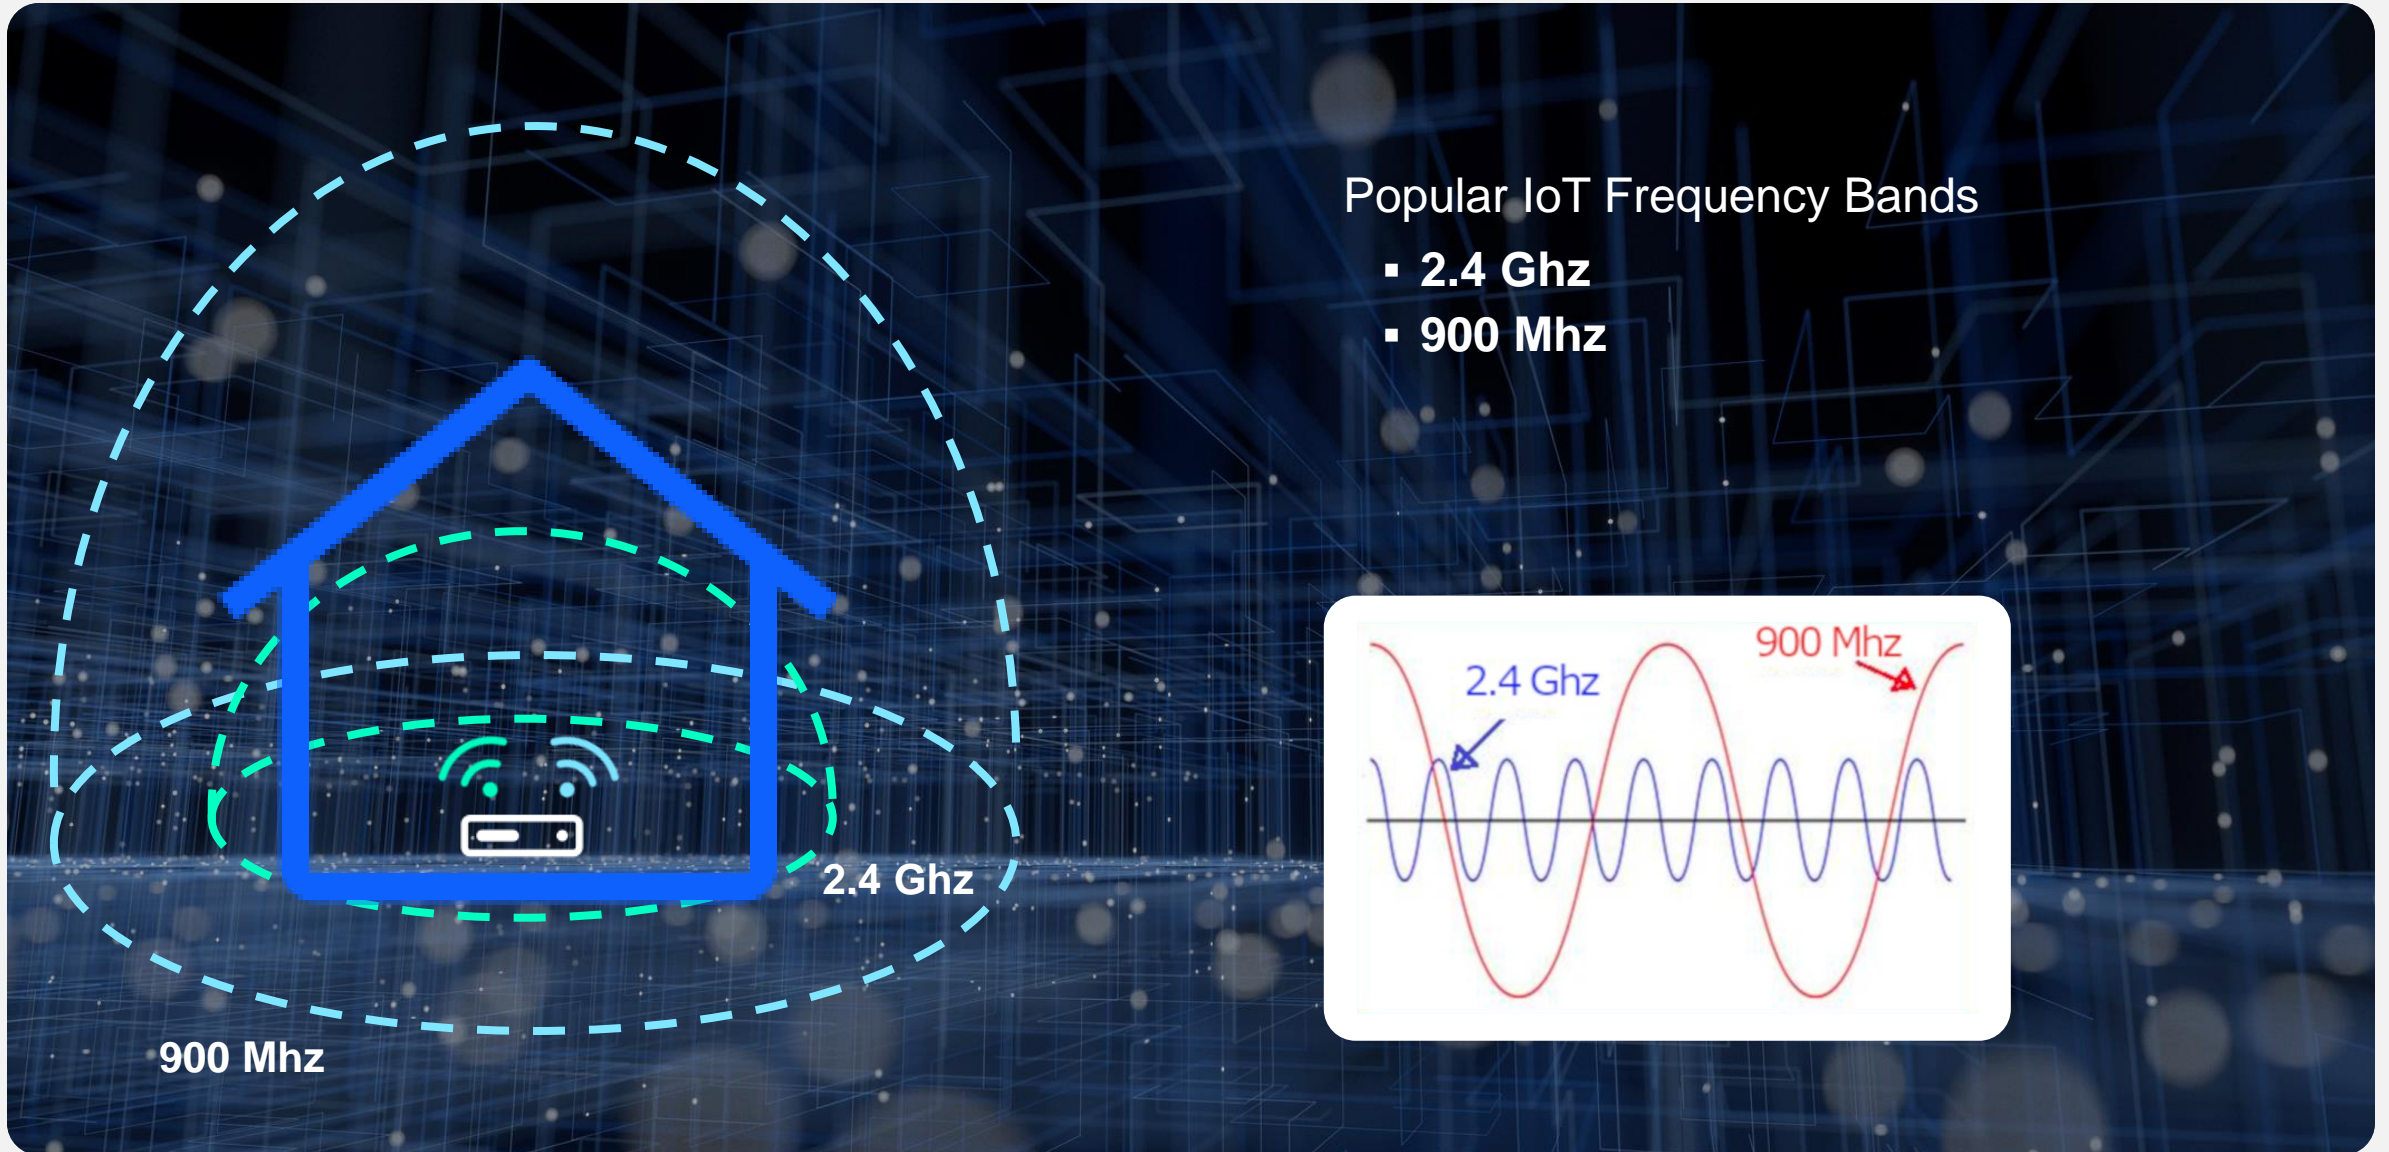 Popular IoT Frequency Bands
▪ 2.4 Ghz
▪ 900 Mhz
900 Mhz
2.4 Ghz
2.4 Ghz
900 Mhz